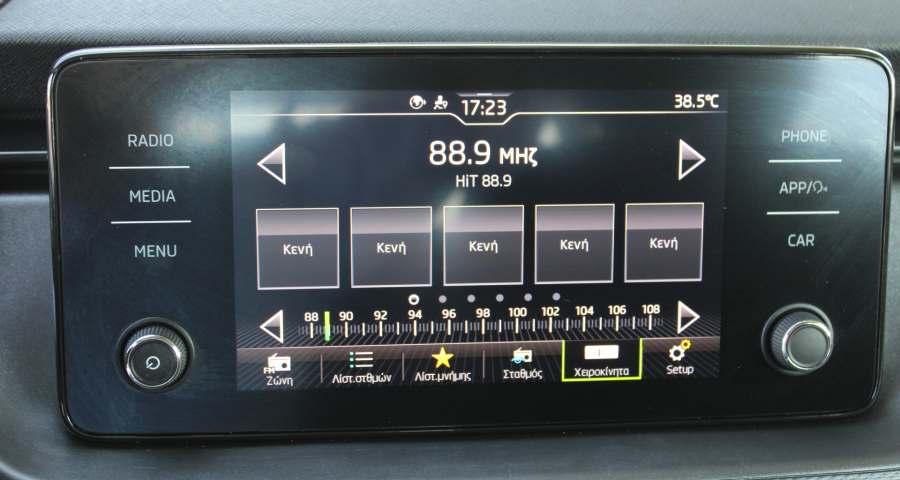 RADIO
MEDIA
MENU
17:23
38.5°C
88.9 ΜΗζ
HiT 88.9
Κενή
Κενή
Κενή
Κενή
Κενή
88 90 92 94 96 98 100 102 104 106 108
FM
Ζώνη
Λίστ.στθμών
Λίστ.μνήμης
Σταθμός
Χειροκίνητα
Setup
PHONE
APP/
CAR